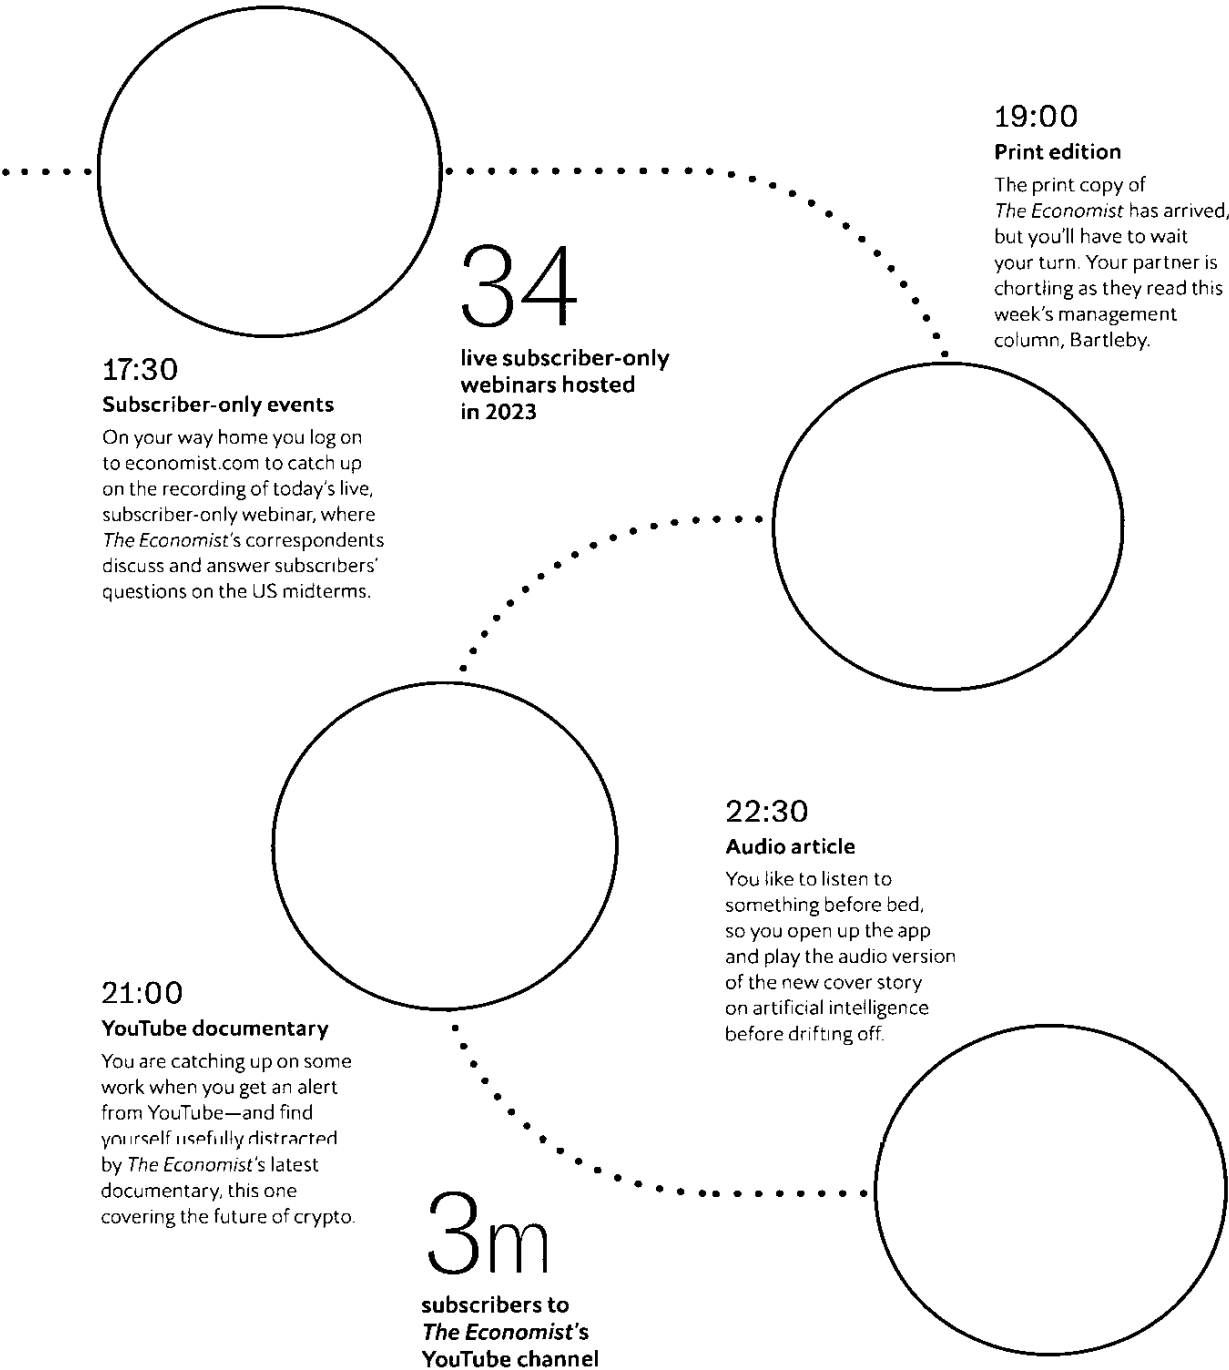 17:30
Subscriber-only events
On your way home you log on
to economist.com to catch up
on the recording of today's live,
subscriber-only webinar, where
The Economist's correspondents
discuss and answer subscribers'
questions on the US midterms.
34
live subscriber-only
webinars hosted
in 2023
19:00
Print edition
The print copy of
The Economist has arrived,
but you'll have to wait
your turn. Your partner is
chortling as they read this
week's management
column, Bartleby.
21:00
YouTube documentary
You are catching up on some
work when you get an alert
from YouTube—and find
yourself usefully distracted
by The Economist's latest
documentary, this one
covering the future of crypto.
3m
subscribers to
The Economist's
YouTube channel
22:30
Audio article
You like to listen to
something before bed,
so you open up the app
and play the audio version
of the new cover story
on artificial intelligence
before drifting off.